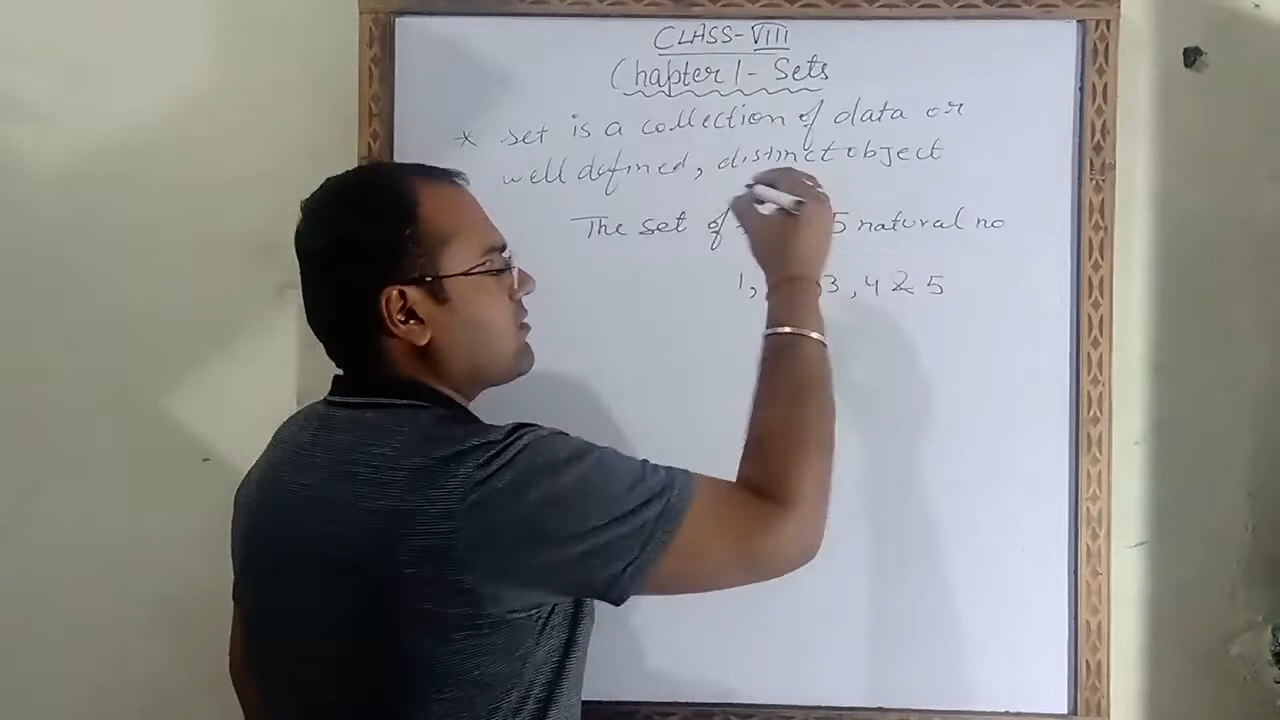 CLASS-VIII
Chapter 1- Sets
* set is a collection of data or
well defined, distinct object
The set of 5 natural no
1, 3, 4 & 5